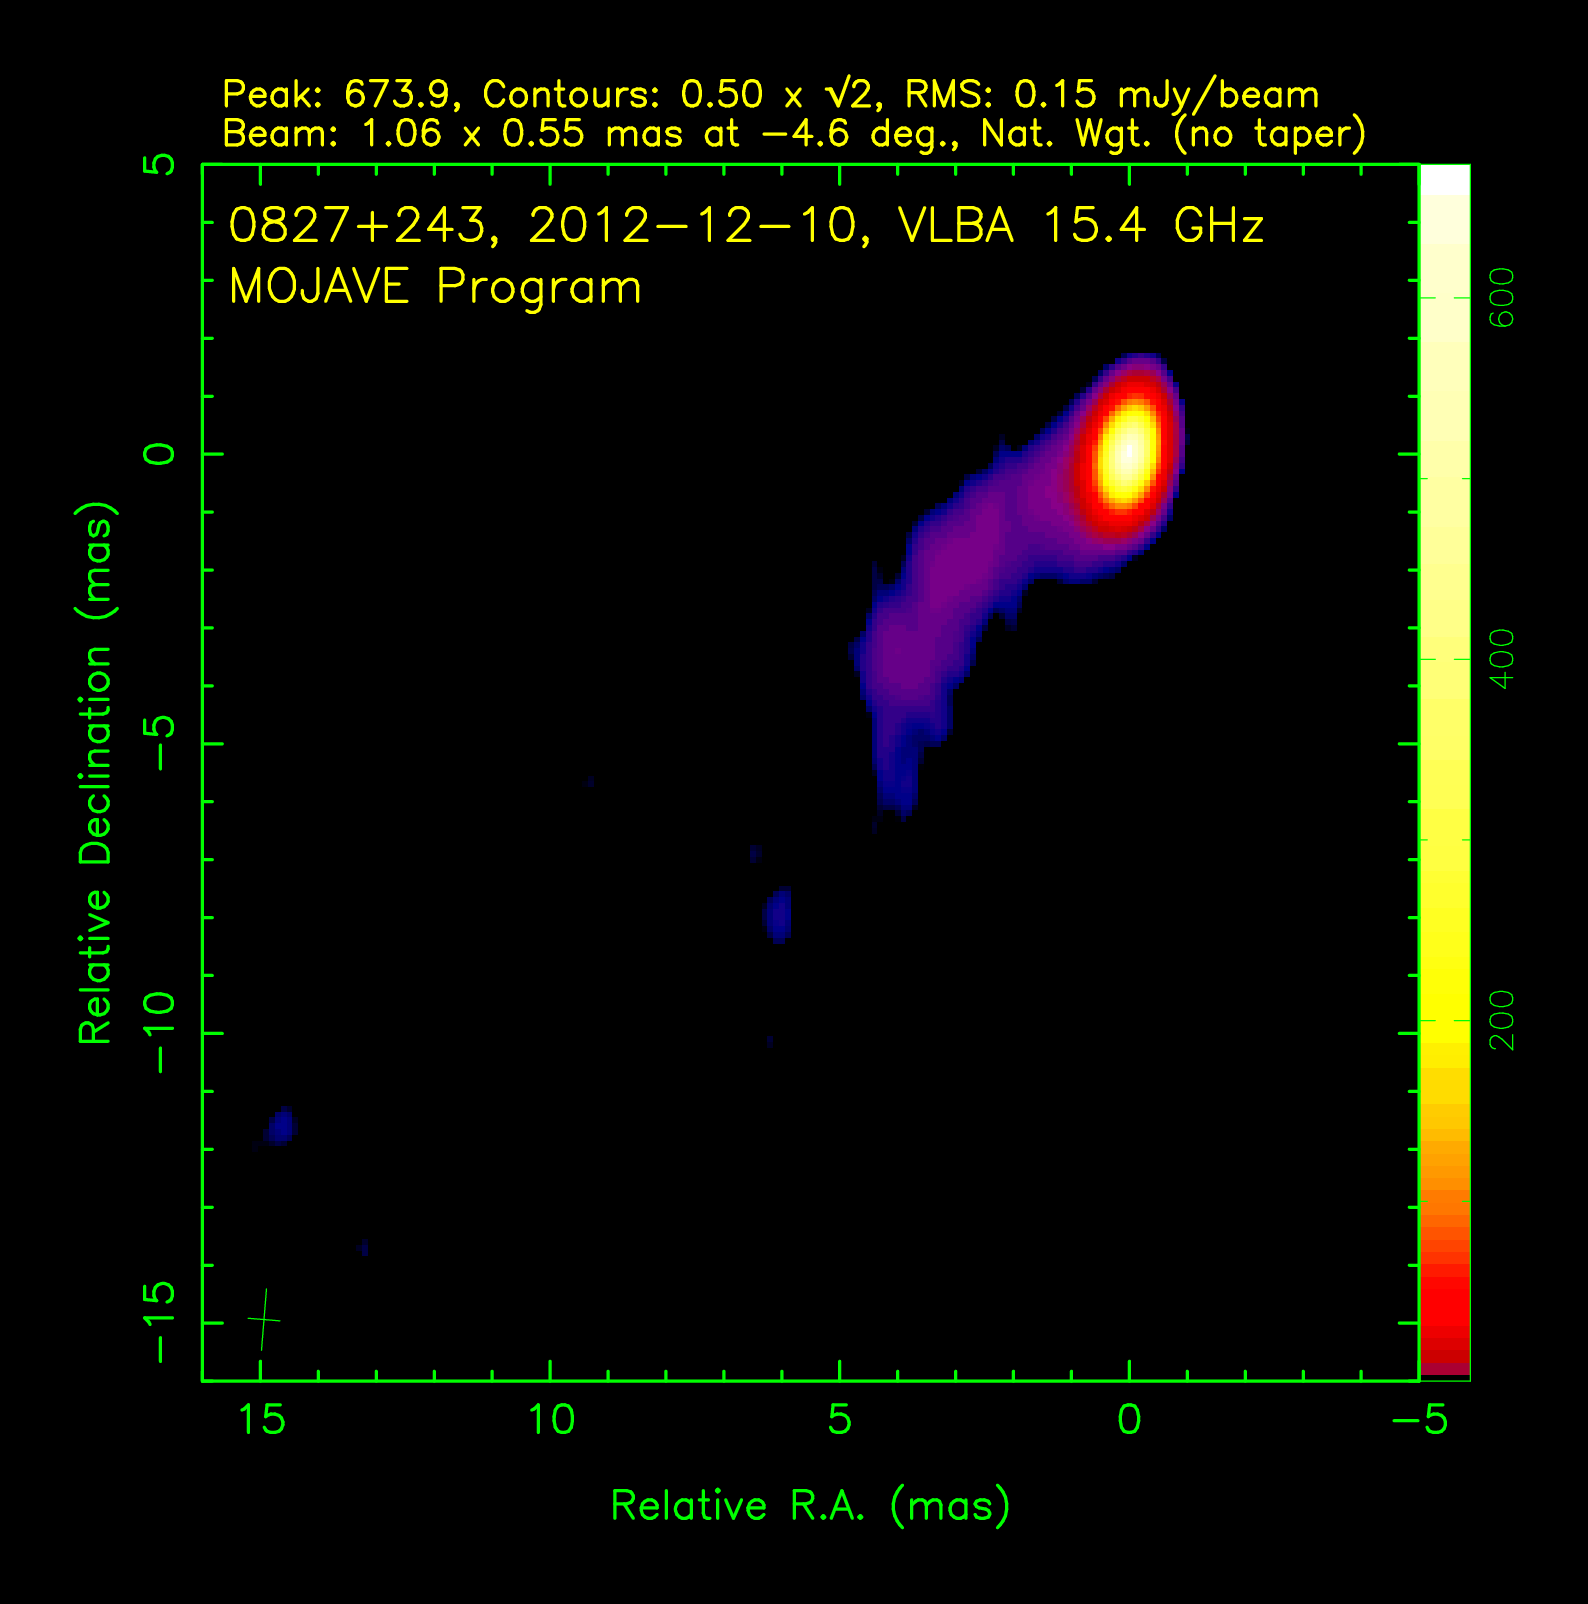 Peak: 673.9, Contours: 0.50 x √2, RMS: 0.15 mJy/beam
Beam: 1.06 x 0.55 mas at −4.6 deg., Nat. Wgt. (no taper)
0827+243, 2012−12−10, VLBA 15.4 GHz
MOJAVE Program
5
0
−5
−10
−15
Relative Declination (mas)
15
10
5
0
−5
Relative R.A. (mas)
600
400
200